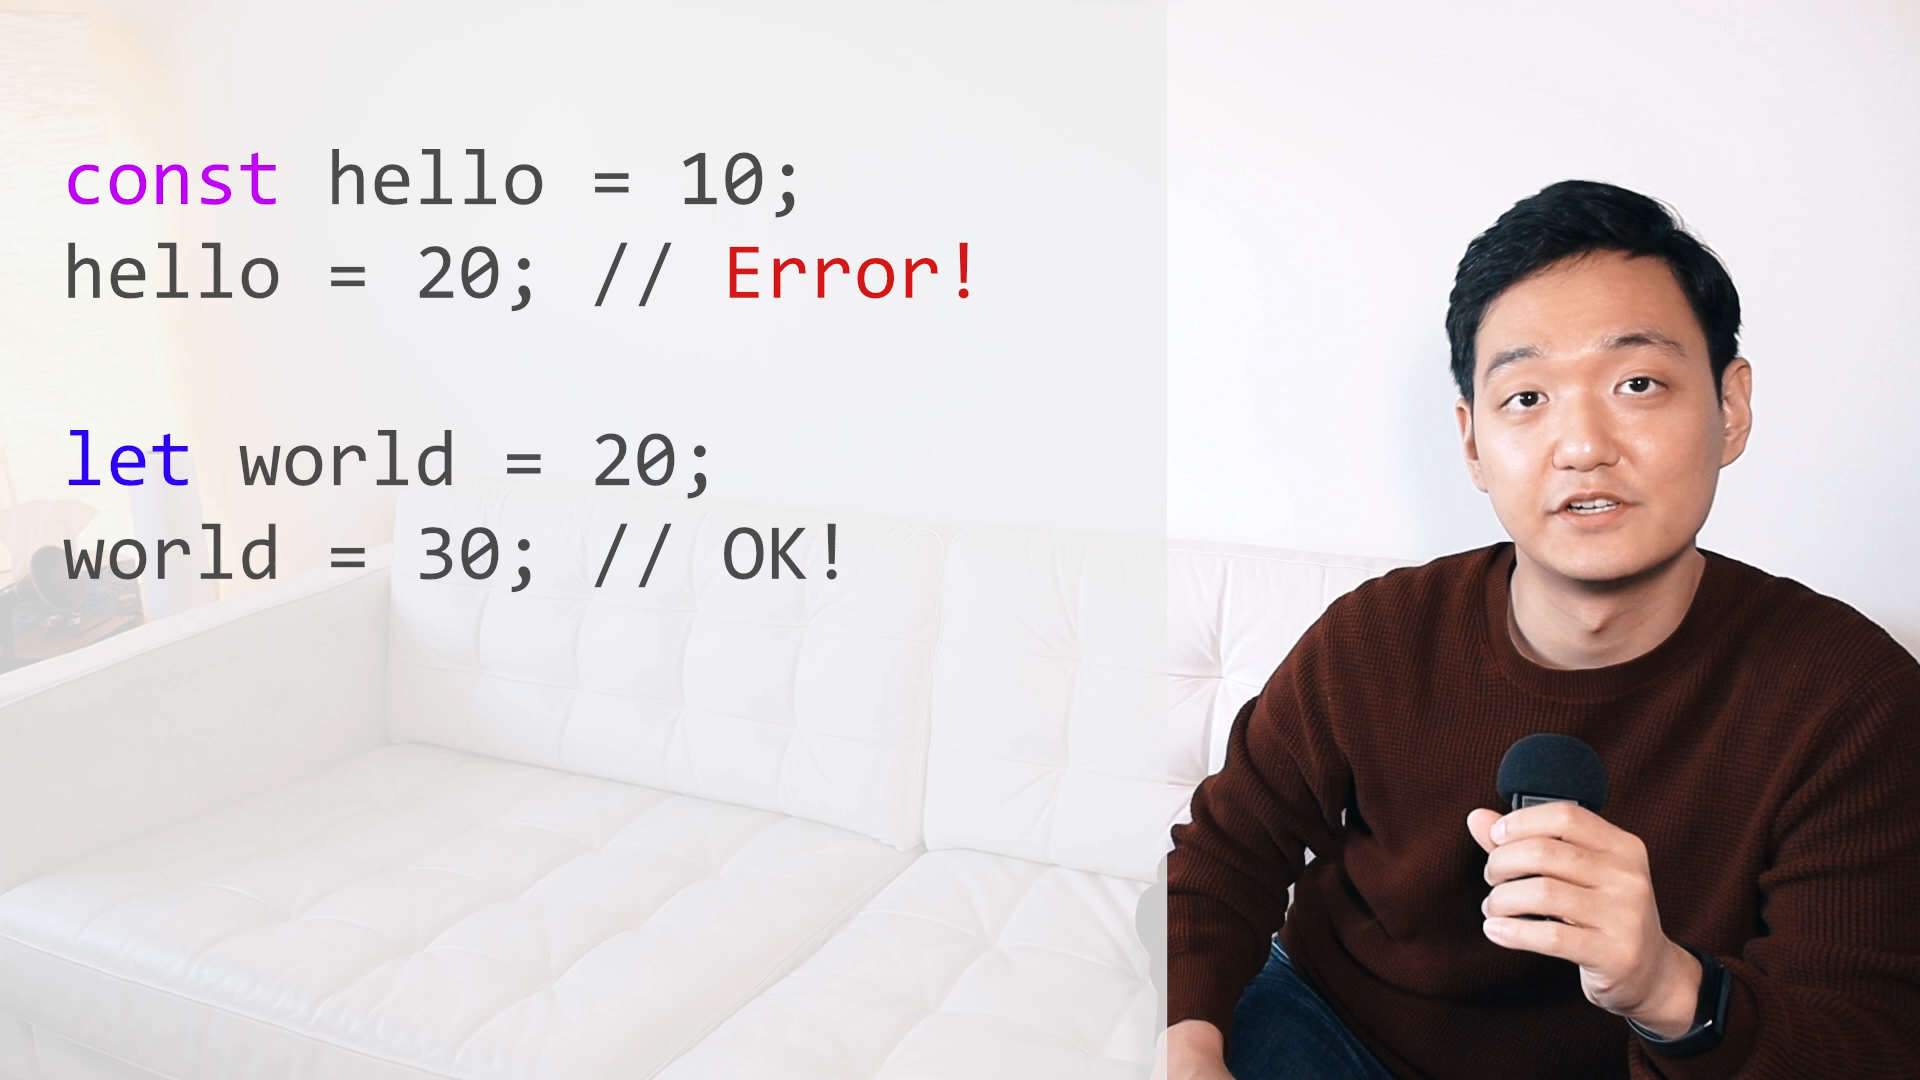 const hello = 10;
hello = 20; // Error!
let world = 20;
world = 30; // OK!